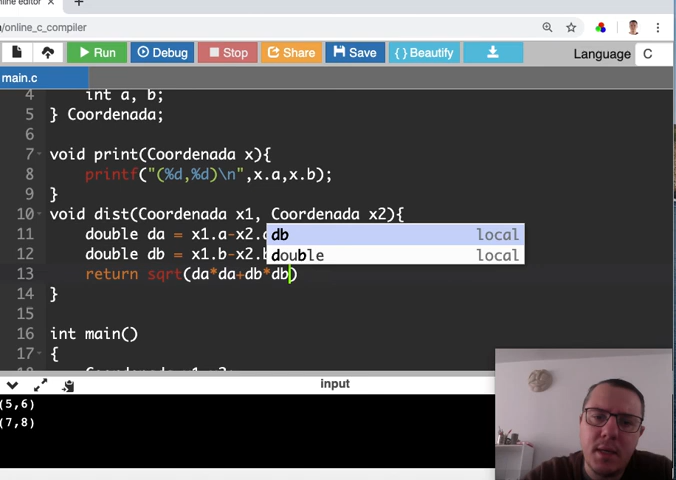 nline editor
/online_c_compiler
Run Debug Stop Share Save { } Beautify Language C
main.c
4 int a, b;
5 } Coordenada;
6
7 void print(Coordenada x){
8 printf("(%d,%d)\n",x.a,x.b);
9 }
10 void dist(Coordenada x1, Coordenada x2){
11 double da = x1.a-x2.
db local
12 double db = x1.b-x2.
double local
13 return sqrt(da*da+db*db)
14 }
15
16 int main()
17 {
input
(5,6)
(7,8)